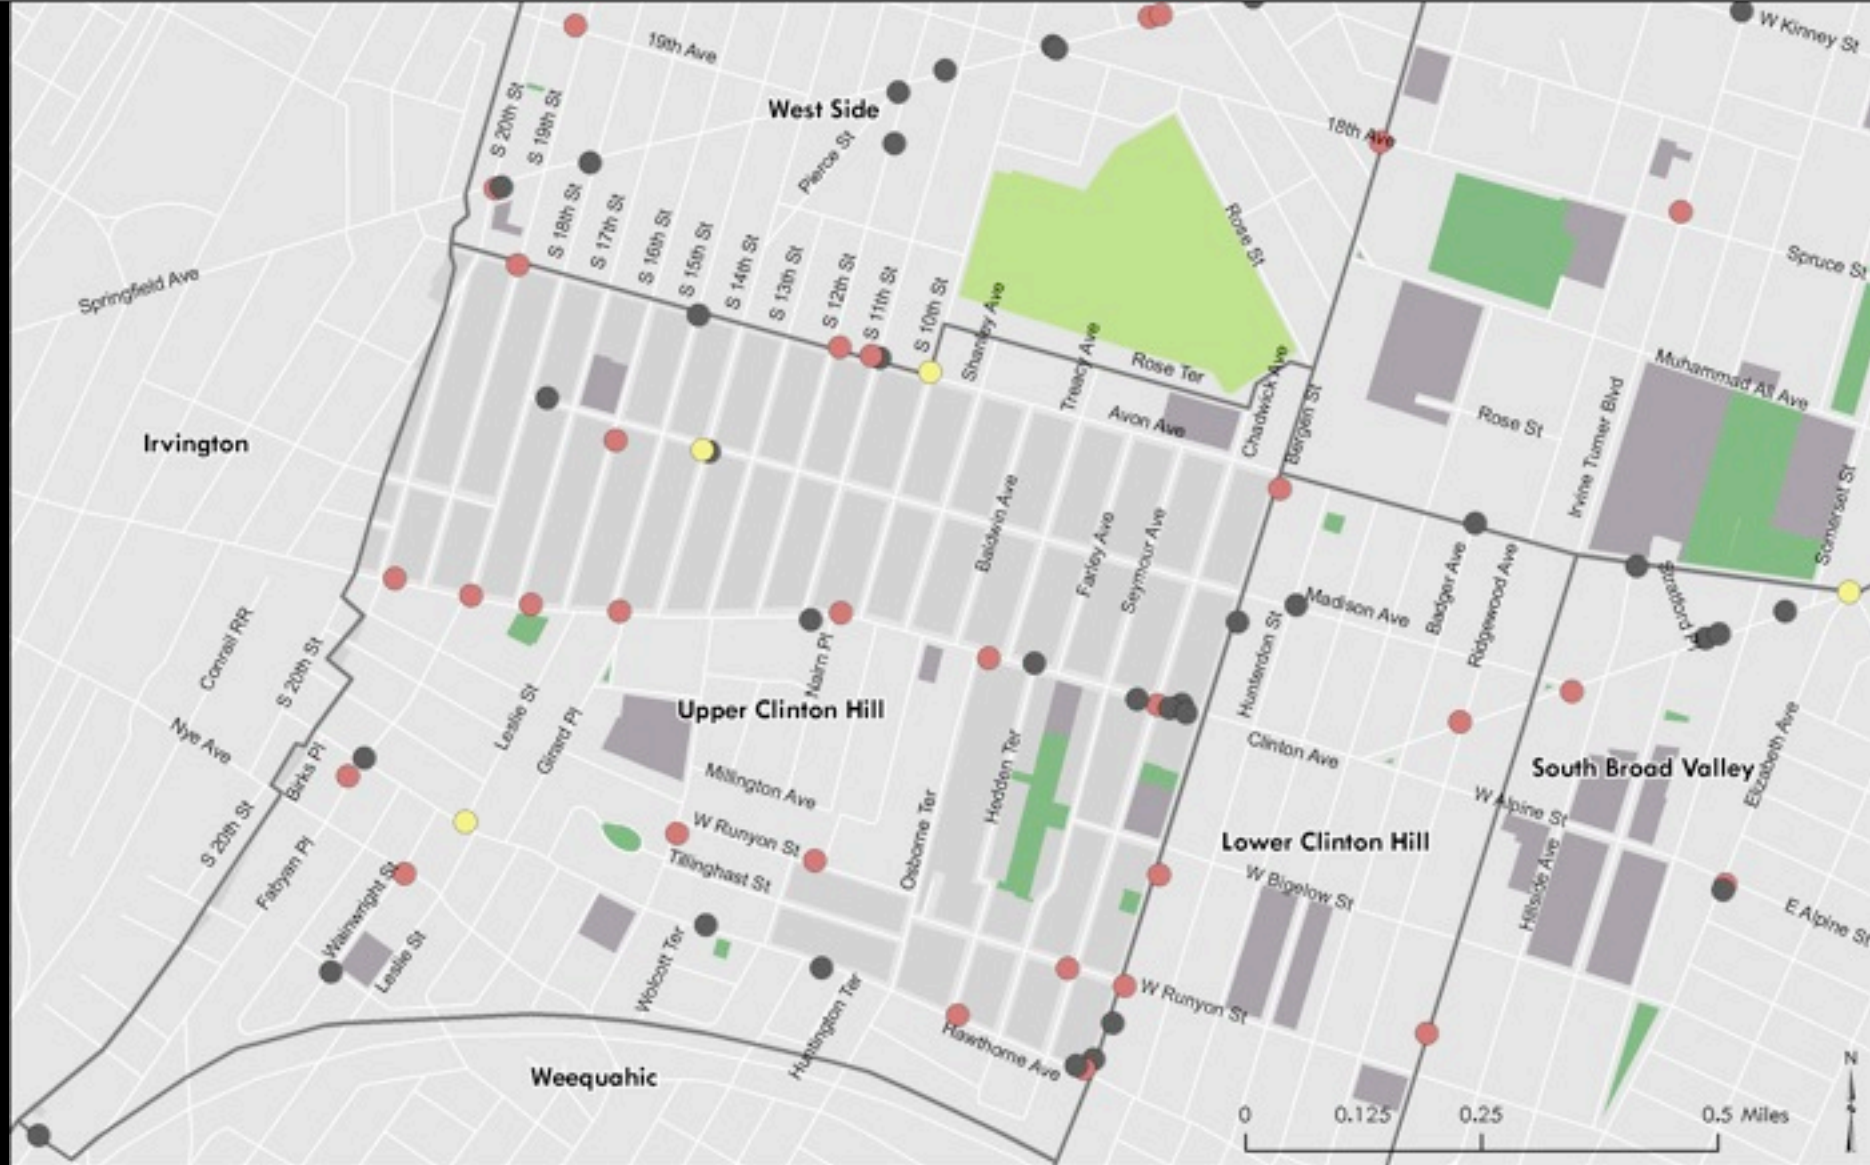 W Kinney St
19th Ave
West Side
S 20th St
S 19th St
Pierce St
18th Ave
Rose St
S 18th St
S 17th St
S 16th St
S 15th St
S 14th St
S 13th St
S 12th St
S 11th St
S 10th St
Spruce St
Springfield Ave
Shanley Ave
Treacy Ave
Rose Ter
Chadwick Ave
Muhammad Ali Ave
Avon Ave
Bergen St
Rose St
Irvine Turner Blvd
Irvington
Somerset St
Baldwin Ave
Farley Ave
Seymour Ave
Badger Ave
Ridgewood Ave
Stratford Pl
Madison Ave
Conrail RR
S 20th St
Nairn Pl
Hunterdon St
Leslie St
Girard Pl
Upper Clinton Hill
Nye Ave
Birks Pl
Hedden Ter
Clinton Ave
South Broad Valley
Elizabeth Ave
Millington Ave
W Alpine St
S 20th St
W Runyon St
Osborne Ter
Lower Clinton Hill
Fabyan Pl
Tillinghast St
W Bigelow St
Hillside Ave
E Alpine St
Wainwright St
Leslie St
Wolcott Ter
Huntington Ter
W Runyon St
Hawthorne Ave
Weequahic
N
0 0.125 0.25 0.5 Miles